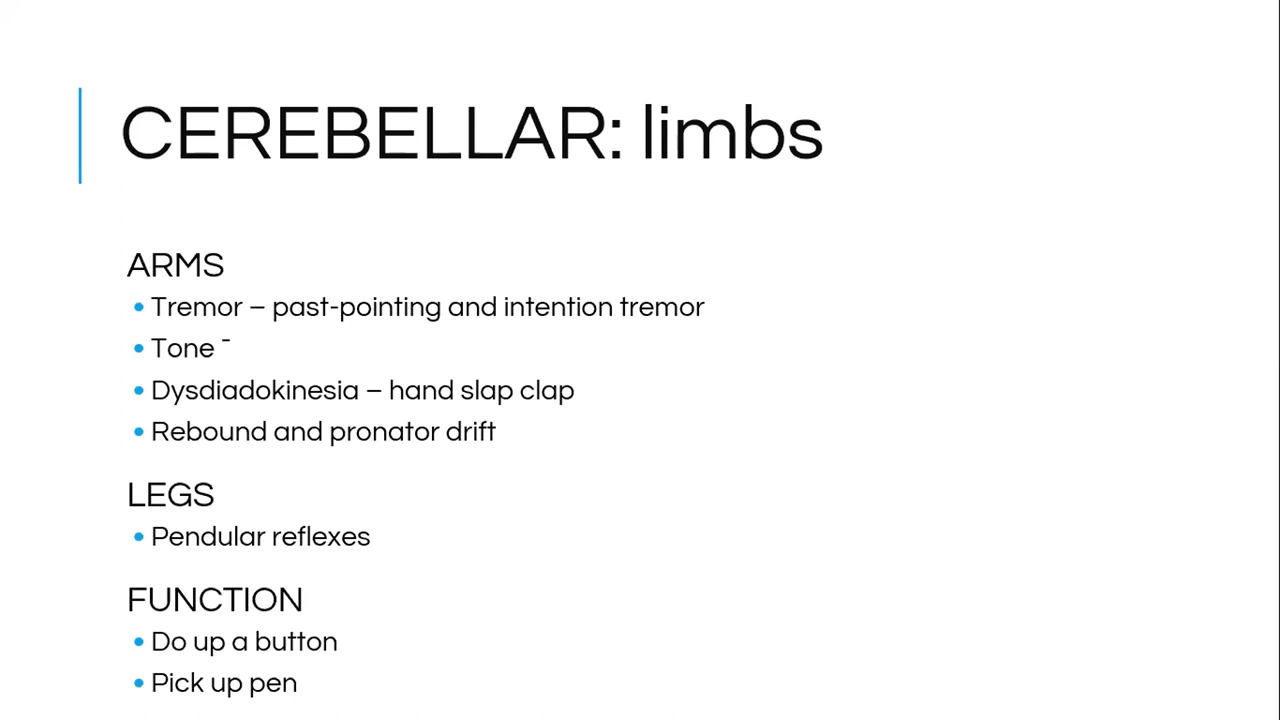 CEREBELLAR: limbs
ARMS
• Tremor – past-pointing and intention tremor
• Tone ¯
• Dysdiadokinesia – hand slap clap
• Rebound and pronator drift
LEGS
• Pendular reflexes
FUNCTION
• Do up a button
• Pick up pen